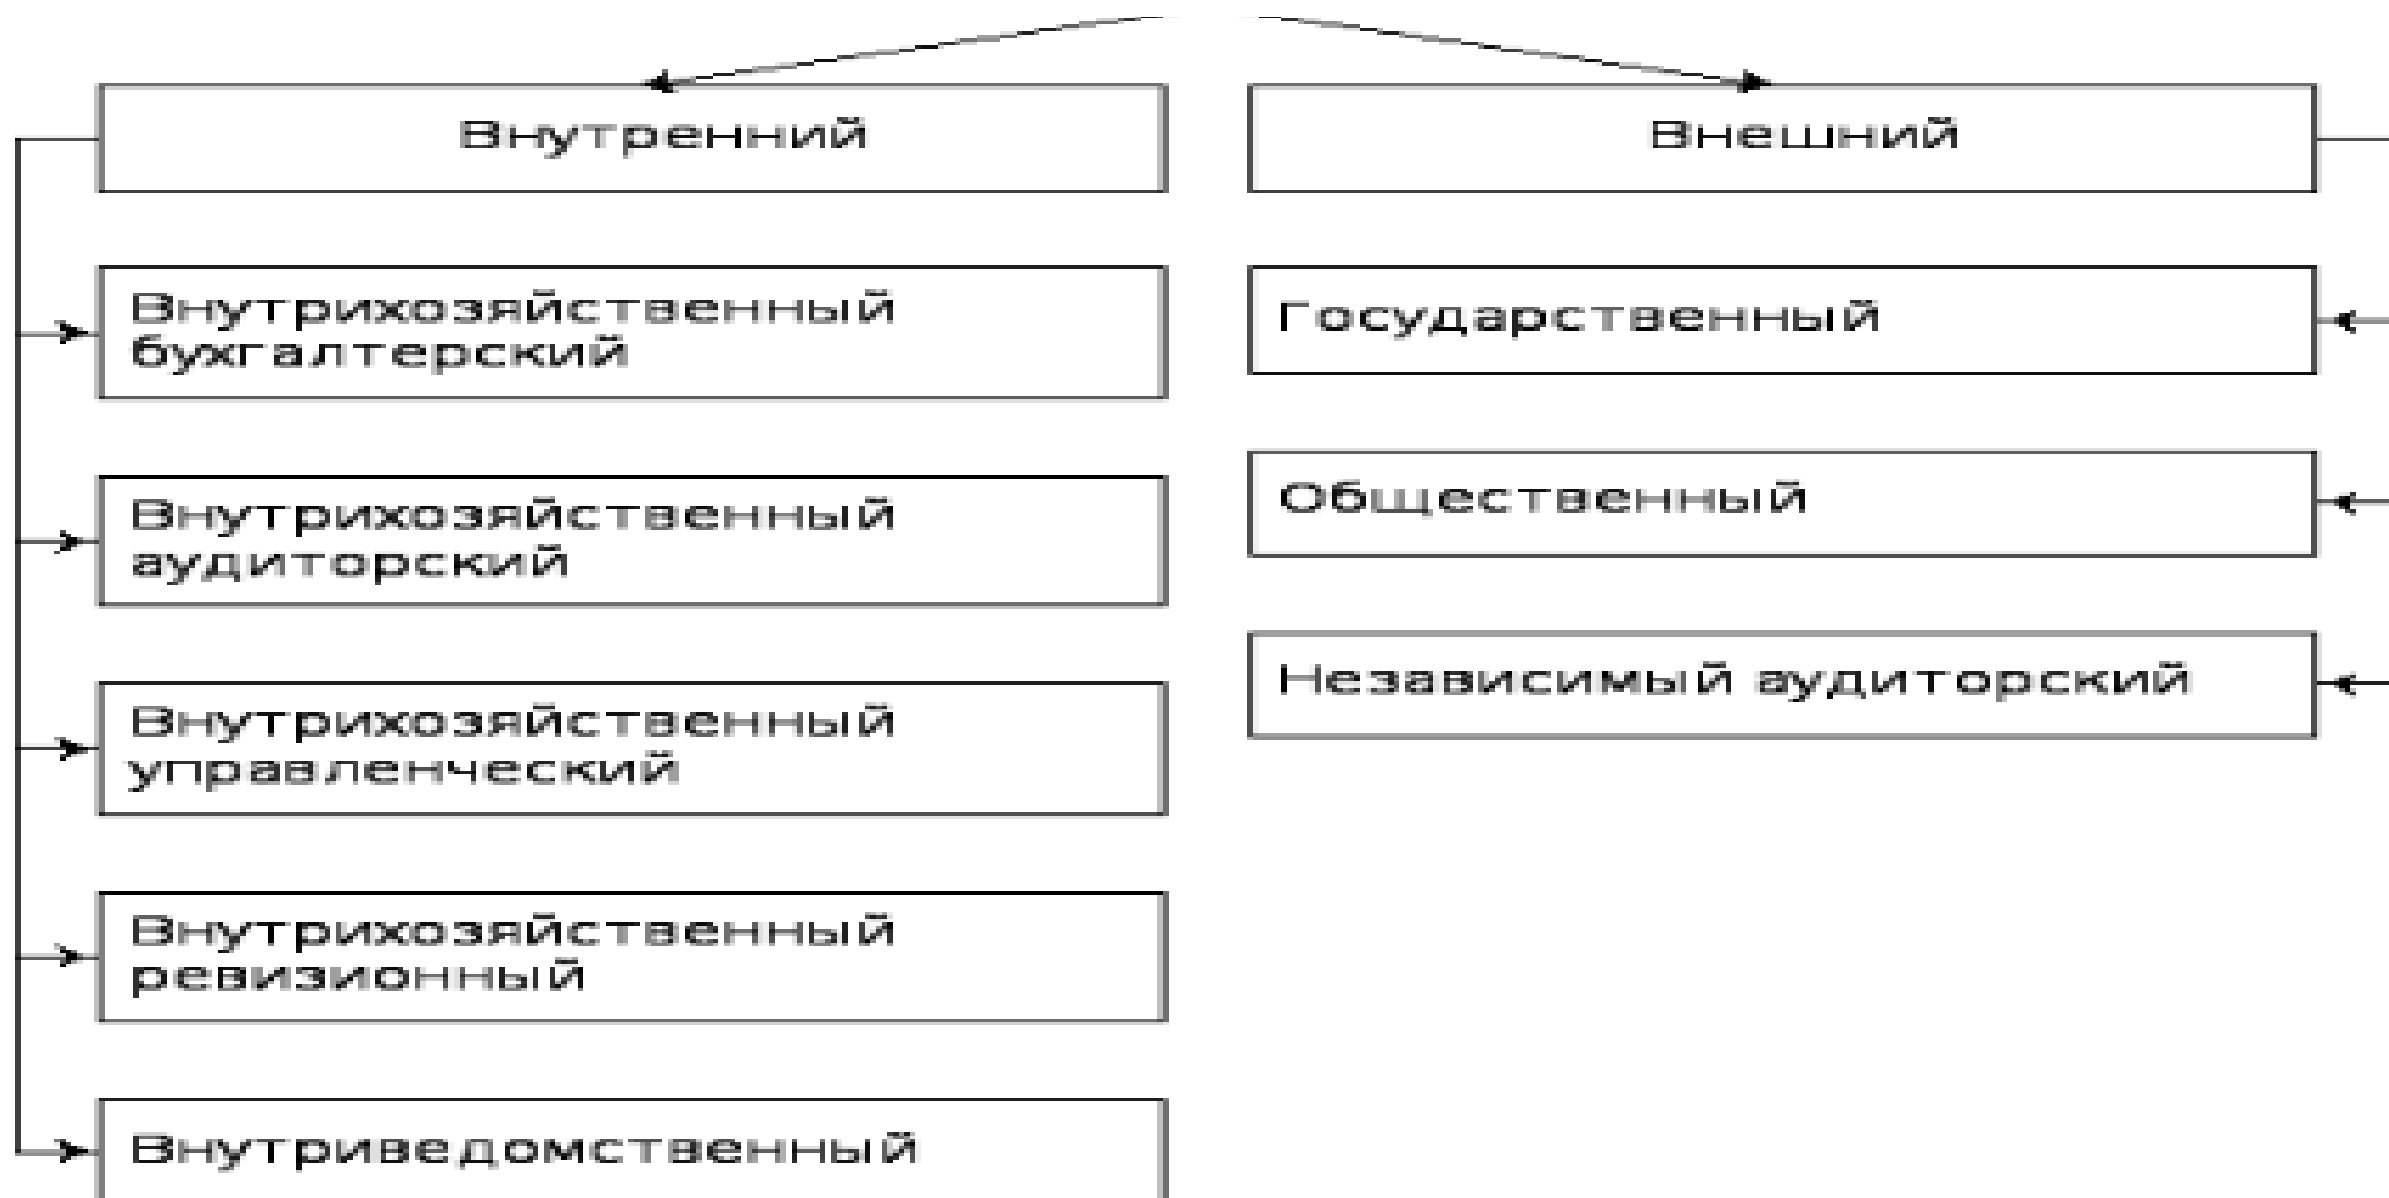 Внутренний
Внутрихозяйственный
бухгалтерский
Внутрихозяйственный
аудиторский
Внутрихозяйственный
управленческий
Внутрихозяйственный
ревизионный
Внутриведомственный
Внешний
Государственный
Общественный
Независимый аудиторский